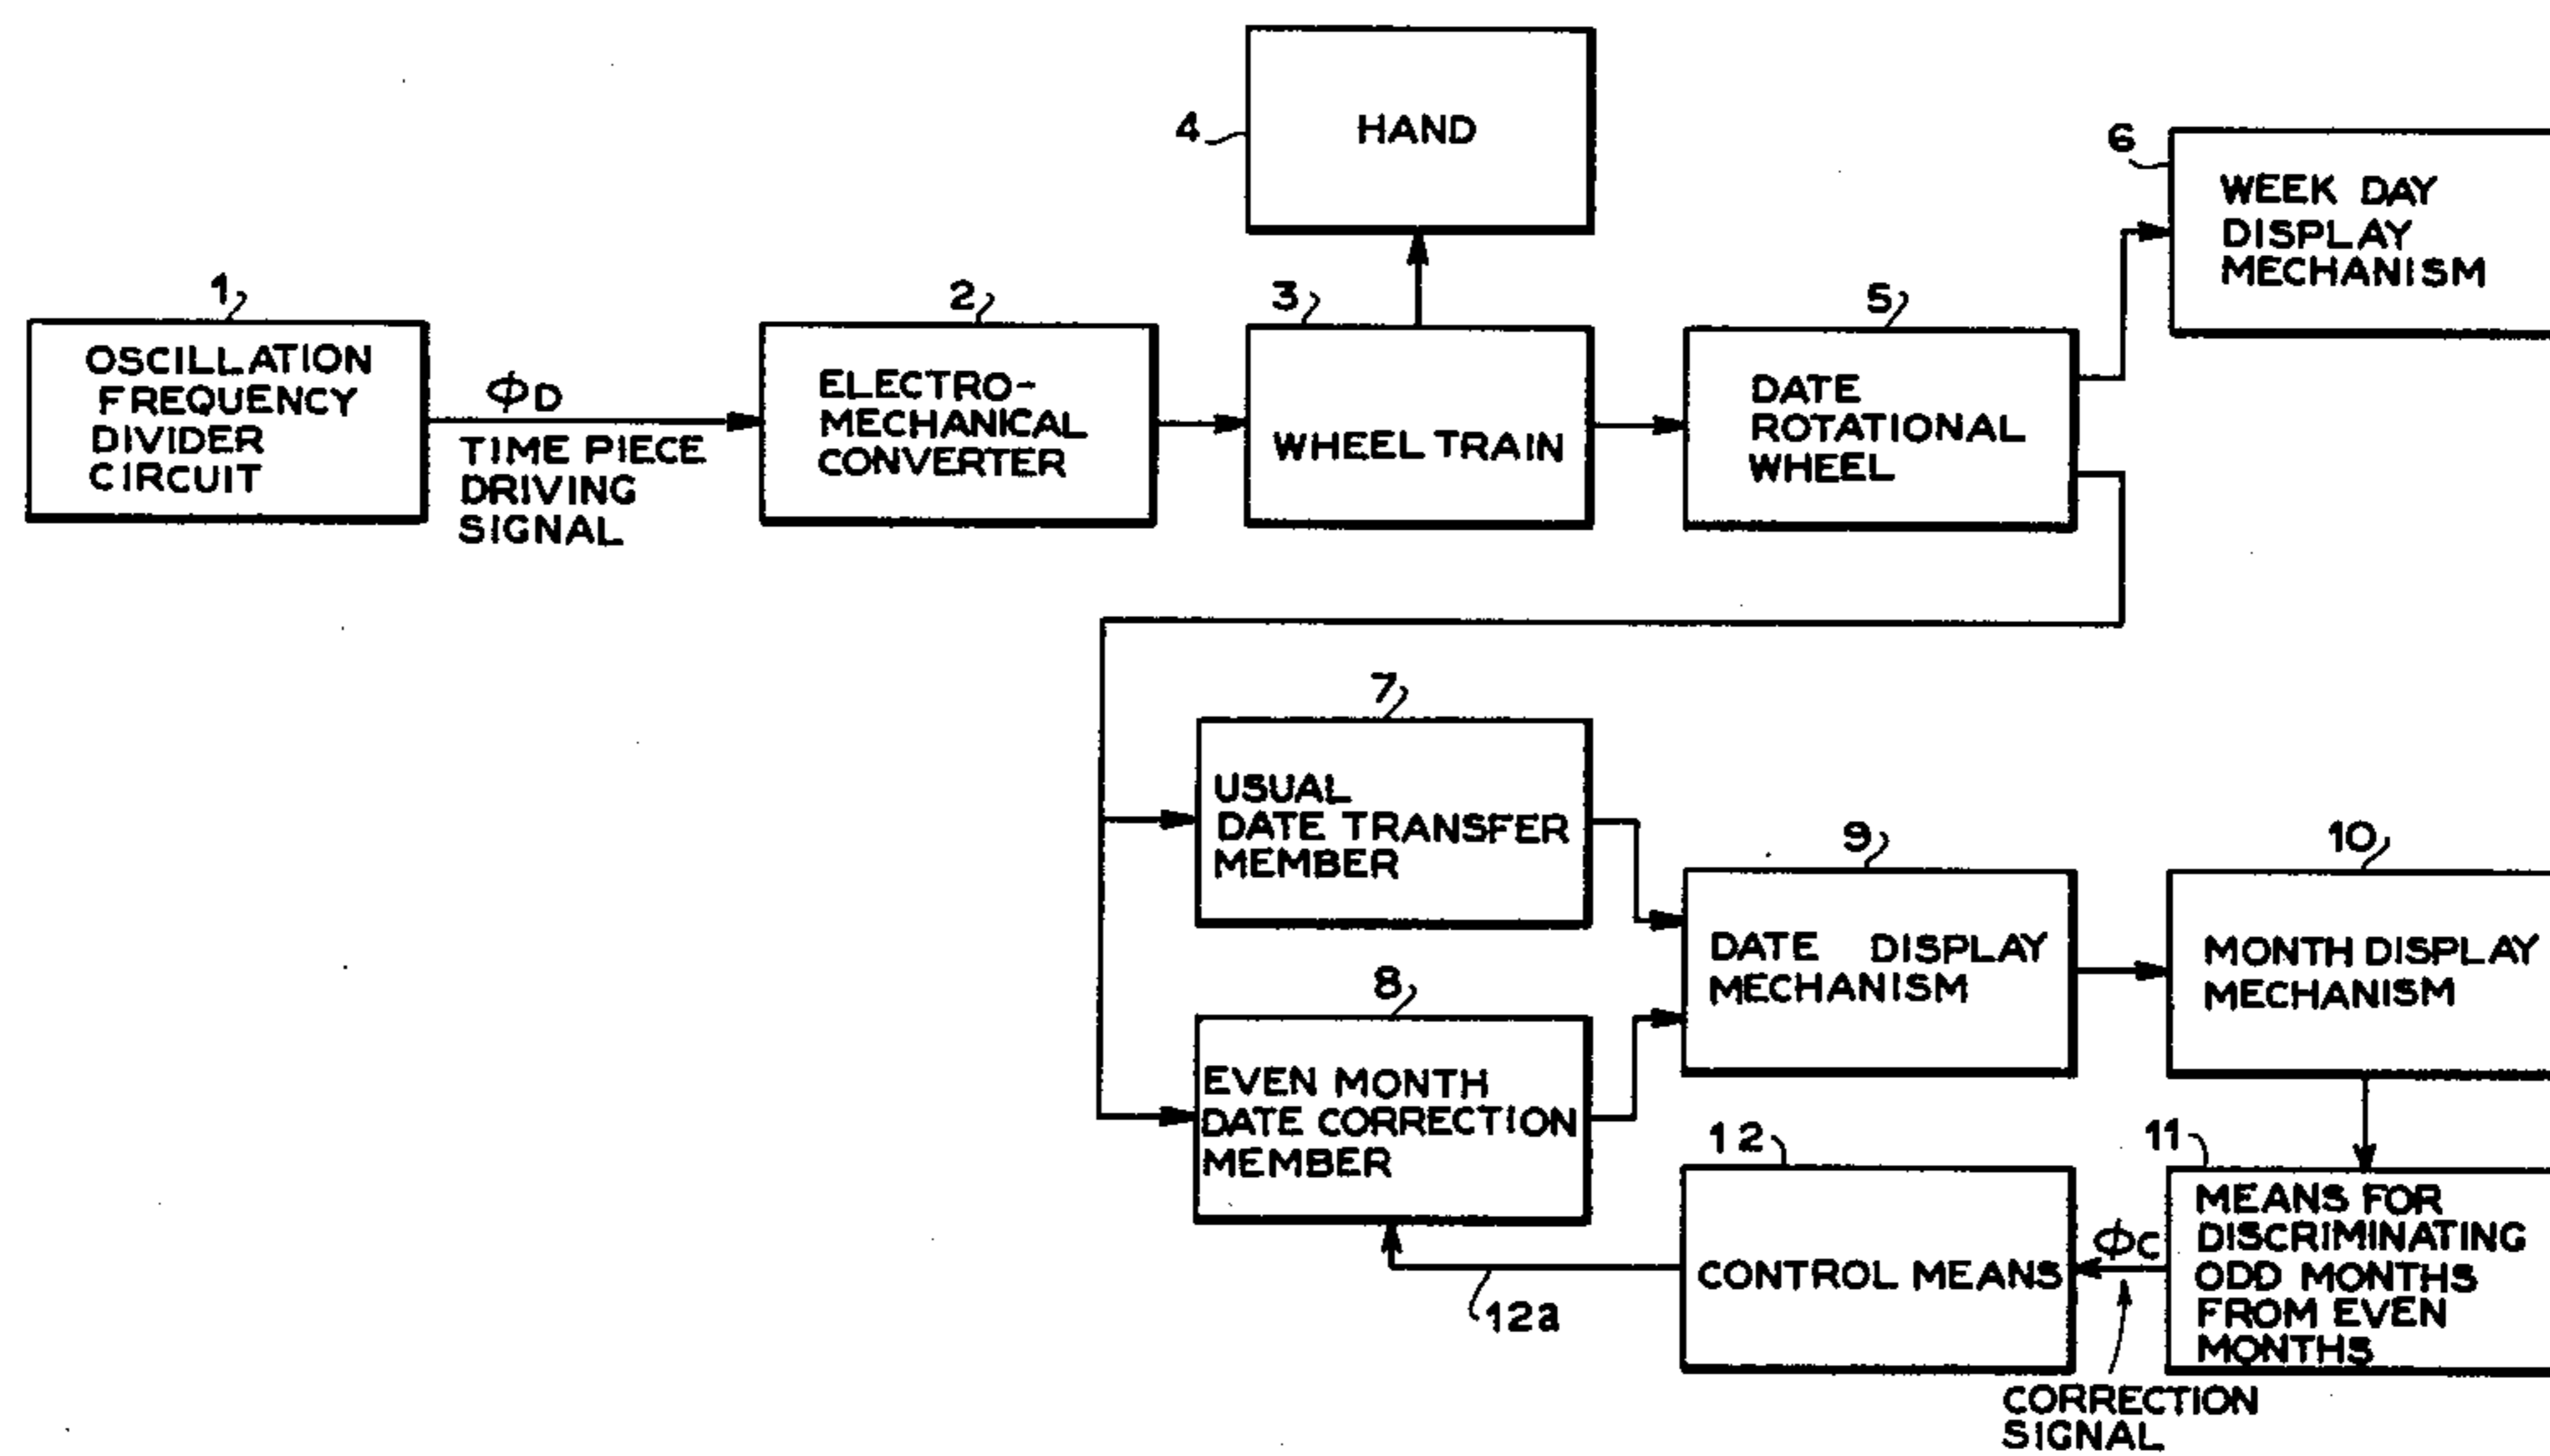 4
HAND
6
WEEK DAY
DISPLAY
MECHANISM
1
OSCILLATION
FREQUENCY
DIVIDER
CIRCUIT
ΦD
TIME PIECE
DRIVING
SIGNAL
2
ELECTRO-
MECHANICAL
CONVERTER
3
WHEEL TRAIN
5
DATE
ROTATIONAL
WHEEL
7
USUAL
DATE TRANSFER
MEMBER
8
EVEN MONTH
DATE CORRECTION
MEMBER
9
DATE DISPLAY
MECHANISM
10
MONTH DISPLAY
MECHANISM
11
MEANS FOR
DISCRIMINATING
ODD MONTHS
FROM EVEN
MONTHS
ΦC
CORRECTION
SIGNAL
12
CONTROL MEANS
12a